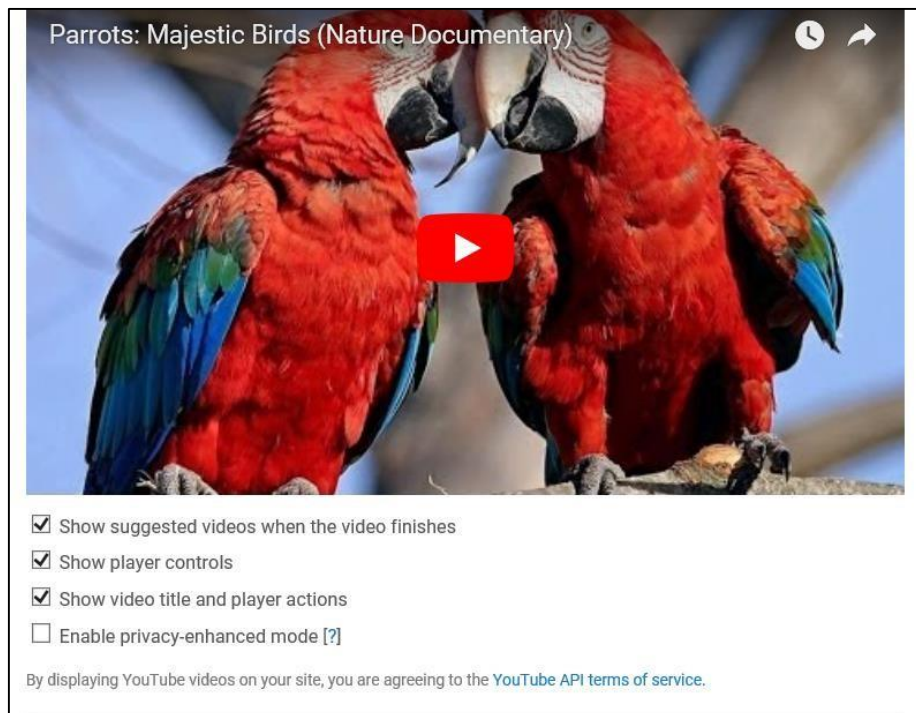 Parrots: Majestic Birds (Nature Documentary)
Show suggested videos when the video finishes
Show player controls
Show video title and player actions
Enable privacy-enhanced mode [?]
By displaying YouTube videos on your site, you are agreeing to the YouTube API terms of service.